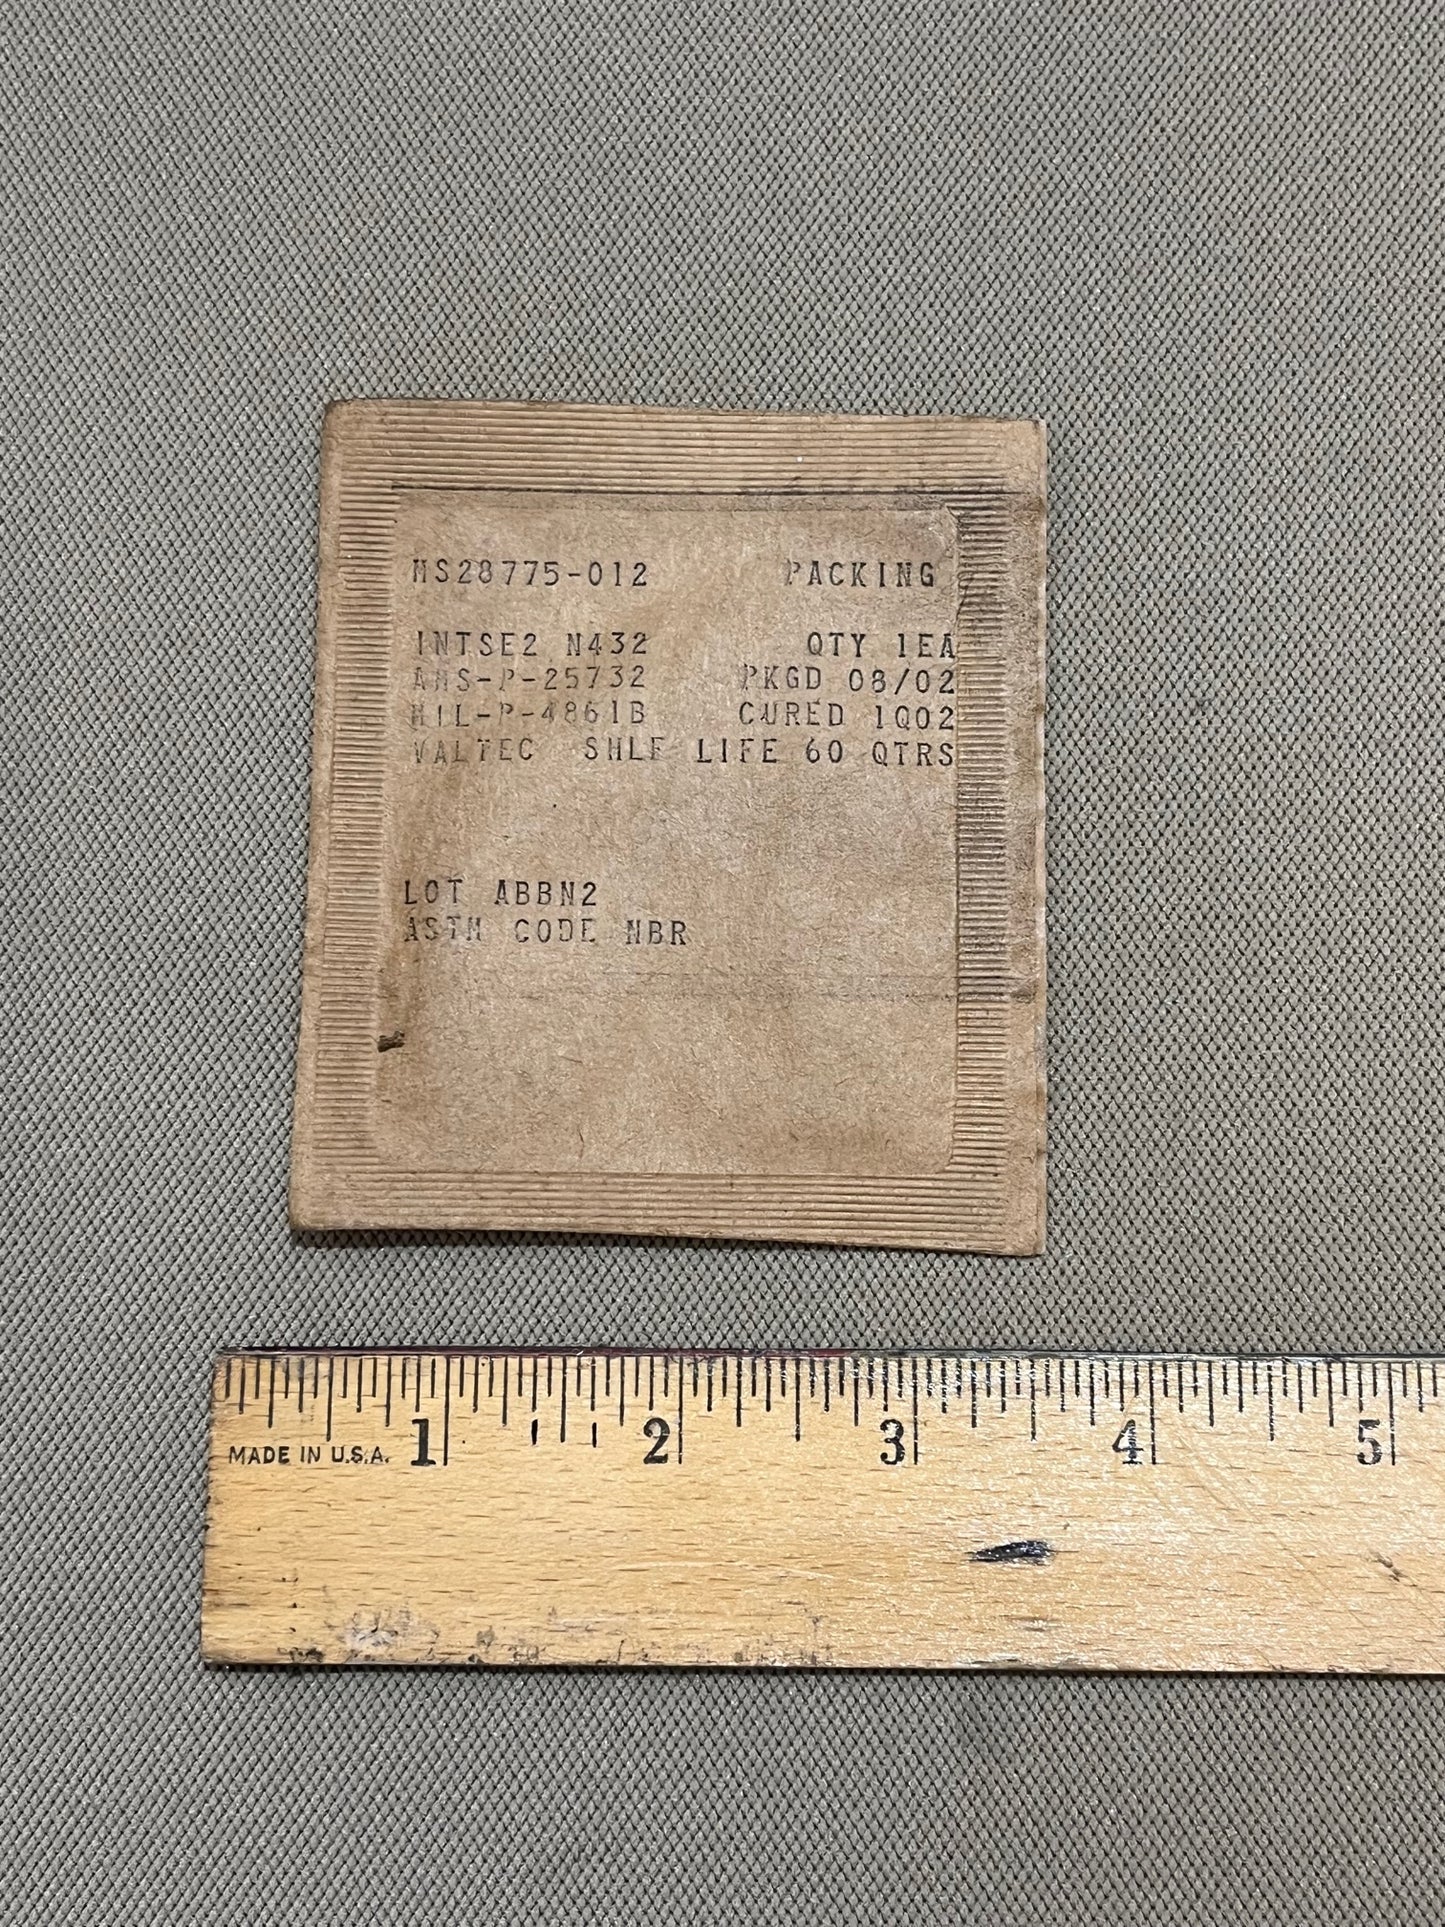 MS28775-012 PACKING
INTSE2 N432 QTY 1EA
AMS-P-25732 PKGD 08/02
MIL-P-4861B CURED 1Q02
VALTEC SHLF LIFE 60 QTRS
LOT ABBN2
ASTM CODE NBR
1 2 3 4 5
MADE IN U.S.A.